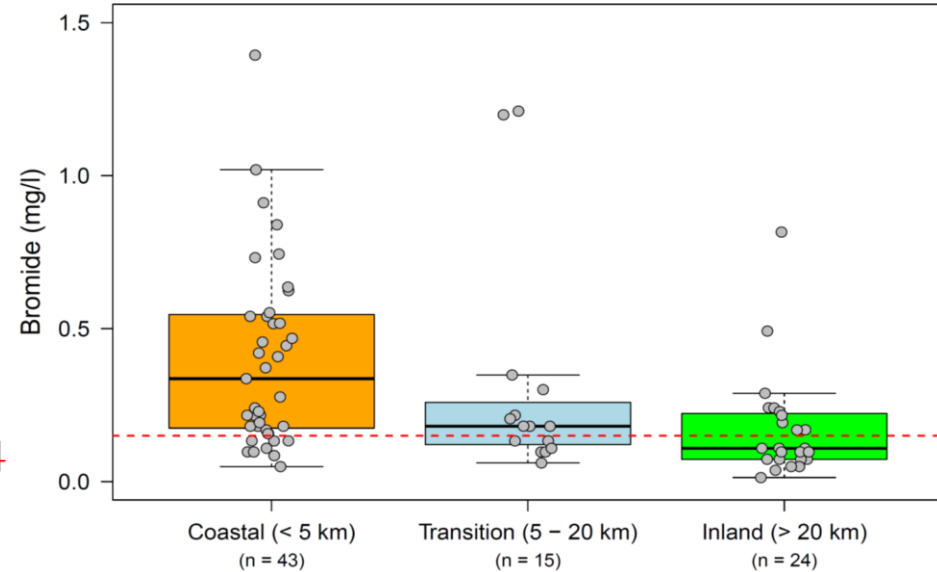 1.5
1.0
0.5
0.0
Bromide (mg/l)
Coastal (< 5 km)
(n = 43)
Transition (5 − 20 km)
(n = 15)
Inland (> 20 km)
(n = 24)